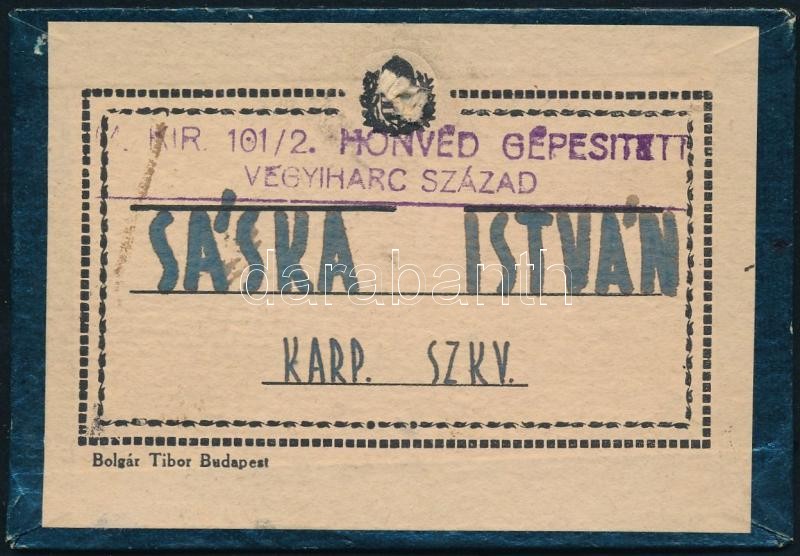 M. KIR. 101/2. HONVÉD GÉPESITETT
VEGYIHARC SZÁZAD
SÁSKA ISTVÁN
darabanth
KARP. SZKV.
Bolgár Tibor Budapest